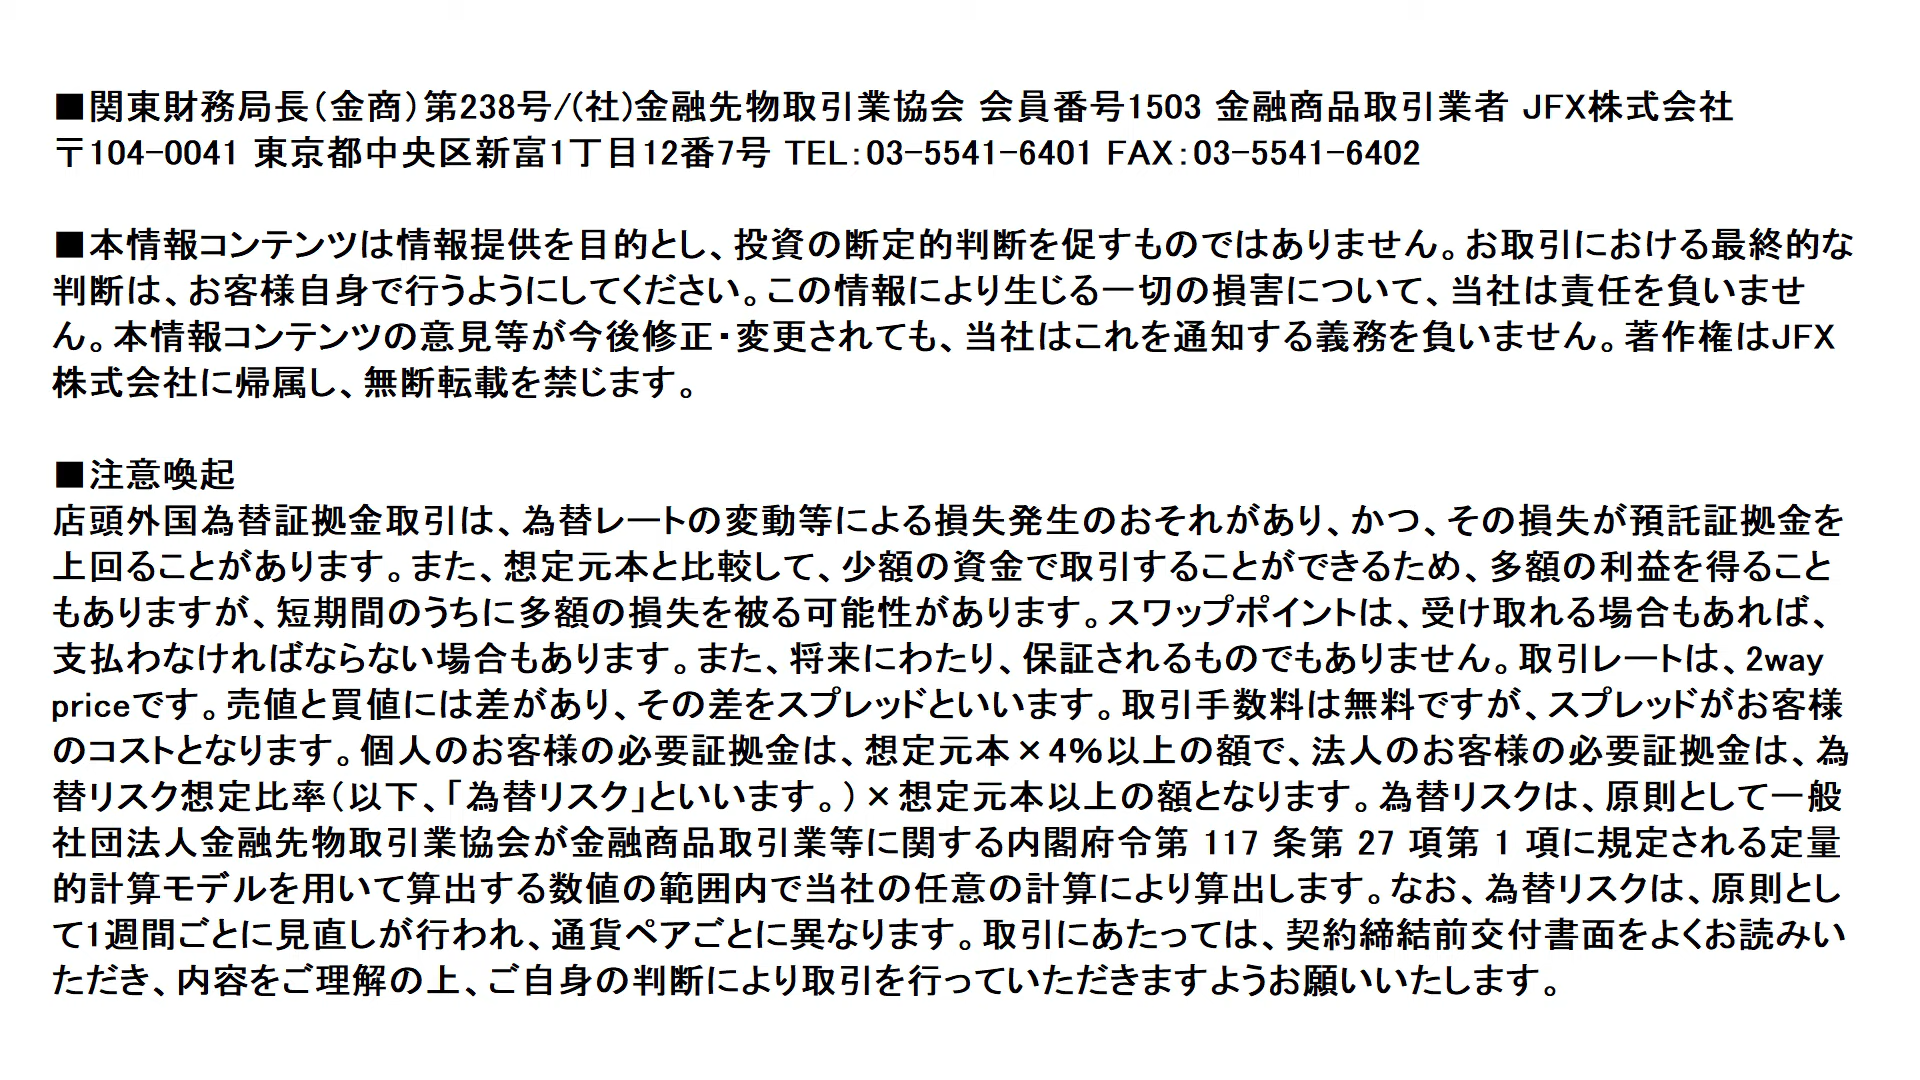 ■関東財務局長（金商）第238号/(社)金融先物取引業協会 会員番号1503 金融商品取引業者 JFX株式会社
〒104-0041 東京都中央区新富1丁目12番7号 TEL：03-5541-6401 FAX：03-5541-6402
■本情報コンテンツは情報提供を目的とし、投資の断定的判断を促すものではありません。お取引における最終的な
判断は、お客様自身で行うようにしてください。この情報により生じる一切の損害について、当社は責任を負いませ
ん。本情報コンテンツの意見等が今後修正・変更されても、当社はこれを通知する義務を負いません。著作権はJFX
株式会社に帰属し、無断転載を禁じます。
■注意喚起
店頭外国為替証拠金取引は、為替レートの変動等による損失発生のおそれがあり、かつ、その損失が預託証拠金を
上回ることがあります。また、想定元本と比較して、少額の資金で取引することができるため、多額の利益を得ること
もありますが、短期間のうちに多額の損失を被る可能性があります。スワップポイントは、受け取れる場合もあれば、
支払わなければならない場合もあります。また、将来にわたり、保証されるものでもありません。取引レートは、2way
priceです。売値と買値には差があり、その差をスプレッドといいます。取引手数料は無料ですが、スプレッドがお客様
のコストとなります。個人のお客様の必要証拠金は、想定元本×4％以上の額で、法人のお客様の必要証拠金は、為
替リスク想定比率（以下、「為替リスク」といいます。）×想定元本以上の額となります。為替リスクは、原則として一般
社団法人金融先物取引業協会が金融商品取引業等に関する内閣府令第 117 条第 27 項第 1 項に規定される定量
的計算モデルを用いて算出する数値の範囲内で当社の任意の計算により算出します。なお、為替リスクは、原則とし
て1週間ごとに見直しが行われ、通貨ペアごとに異なります。取引にあたっては、契約締結前交付書面をよくお読みい
ただき、内容をご理解の上、ご自身の判断により取引を行っていただきますようお願いいたします。